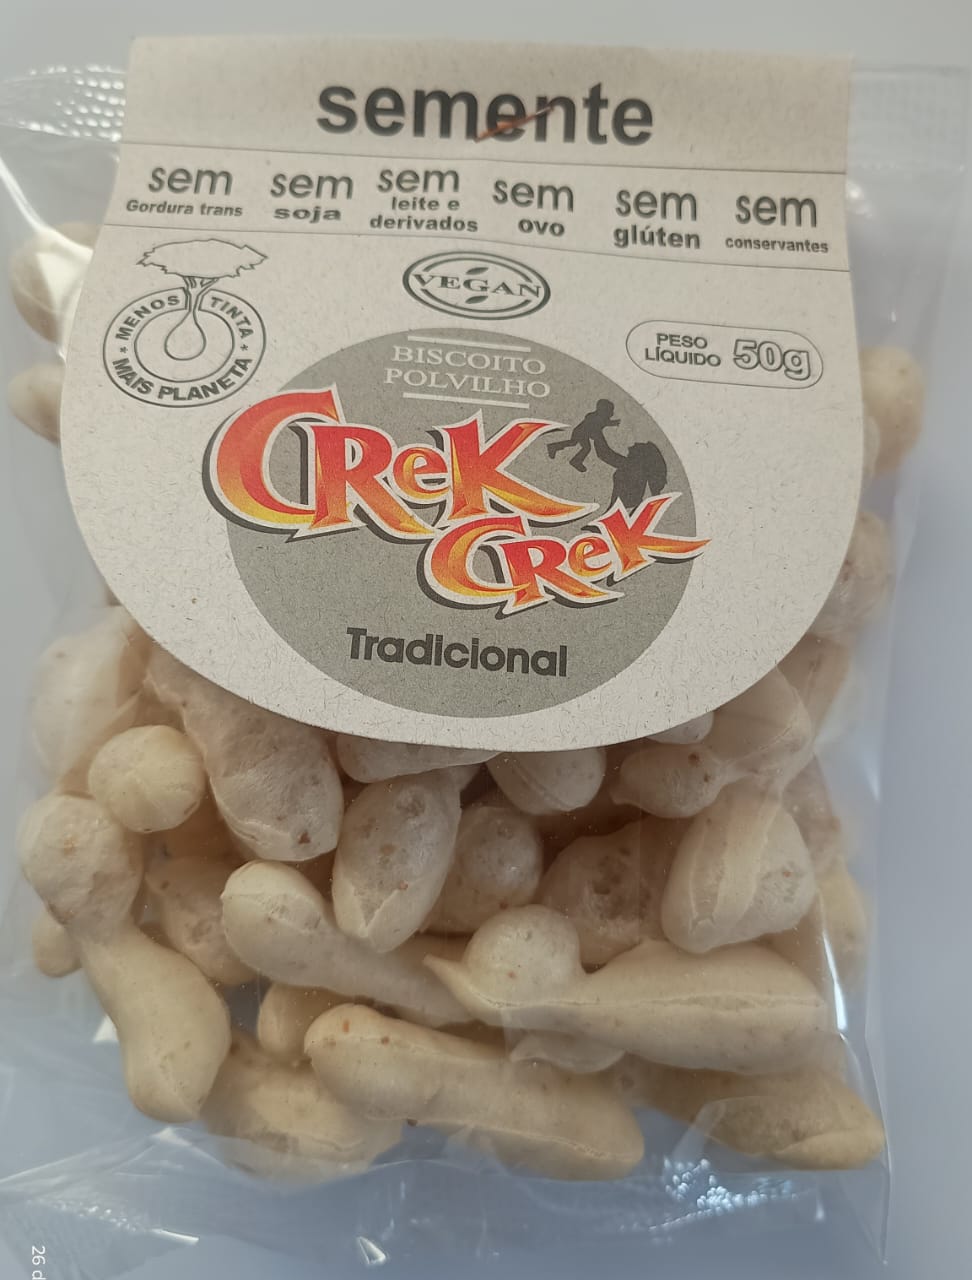 semente
sem Gordura trans
sem soja
sem leite e derivados
sem ovo
sem glúten
sem conservantes
MENOS TINTA
MAIS PLANETA
VEGAN
PESO LÍQUIDO 50g
BISCOITO
POLVILHO
CReK
CReK
Tradicional